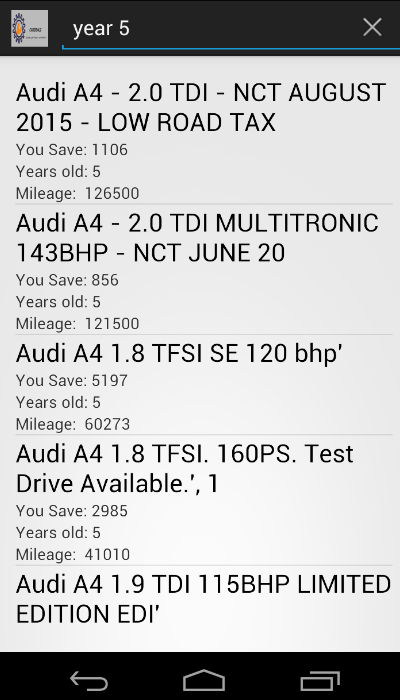 year 5
Audi A4 - 2.0 TDI - NCT AUGUST
2015 - LOW ROAD TAX
You Save: 1106
Years old: 5
Mileage:  126500
Audi A4 - 2.0 TDI MULTITRONIC
143BHP - NCT JUNE 20
You Save: 856
Years old: 5
Mileage:  121500
Audi A4 1.8 TFSI SE 120 bhp'
You Save: 5197
Years old: 5
Mileage:  60273
Audi A4 1.8 TFSI. 160PS. Test
Drive Available.', 1
You Save: 2985
Years old: 5
Mileage:  41010
Audi A4 1.9 TDI 115BHP LIMITED
EDITION EDI'